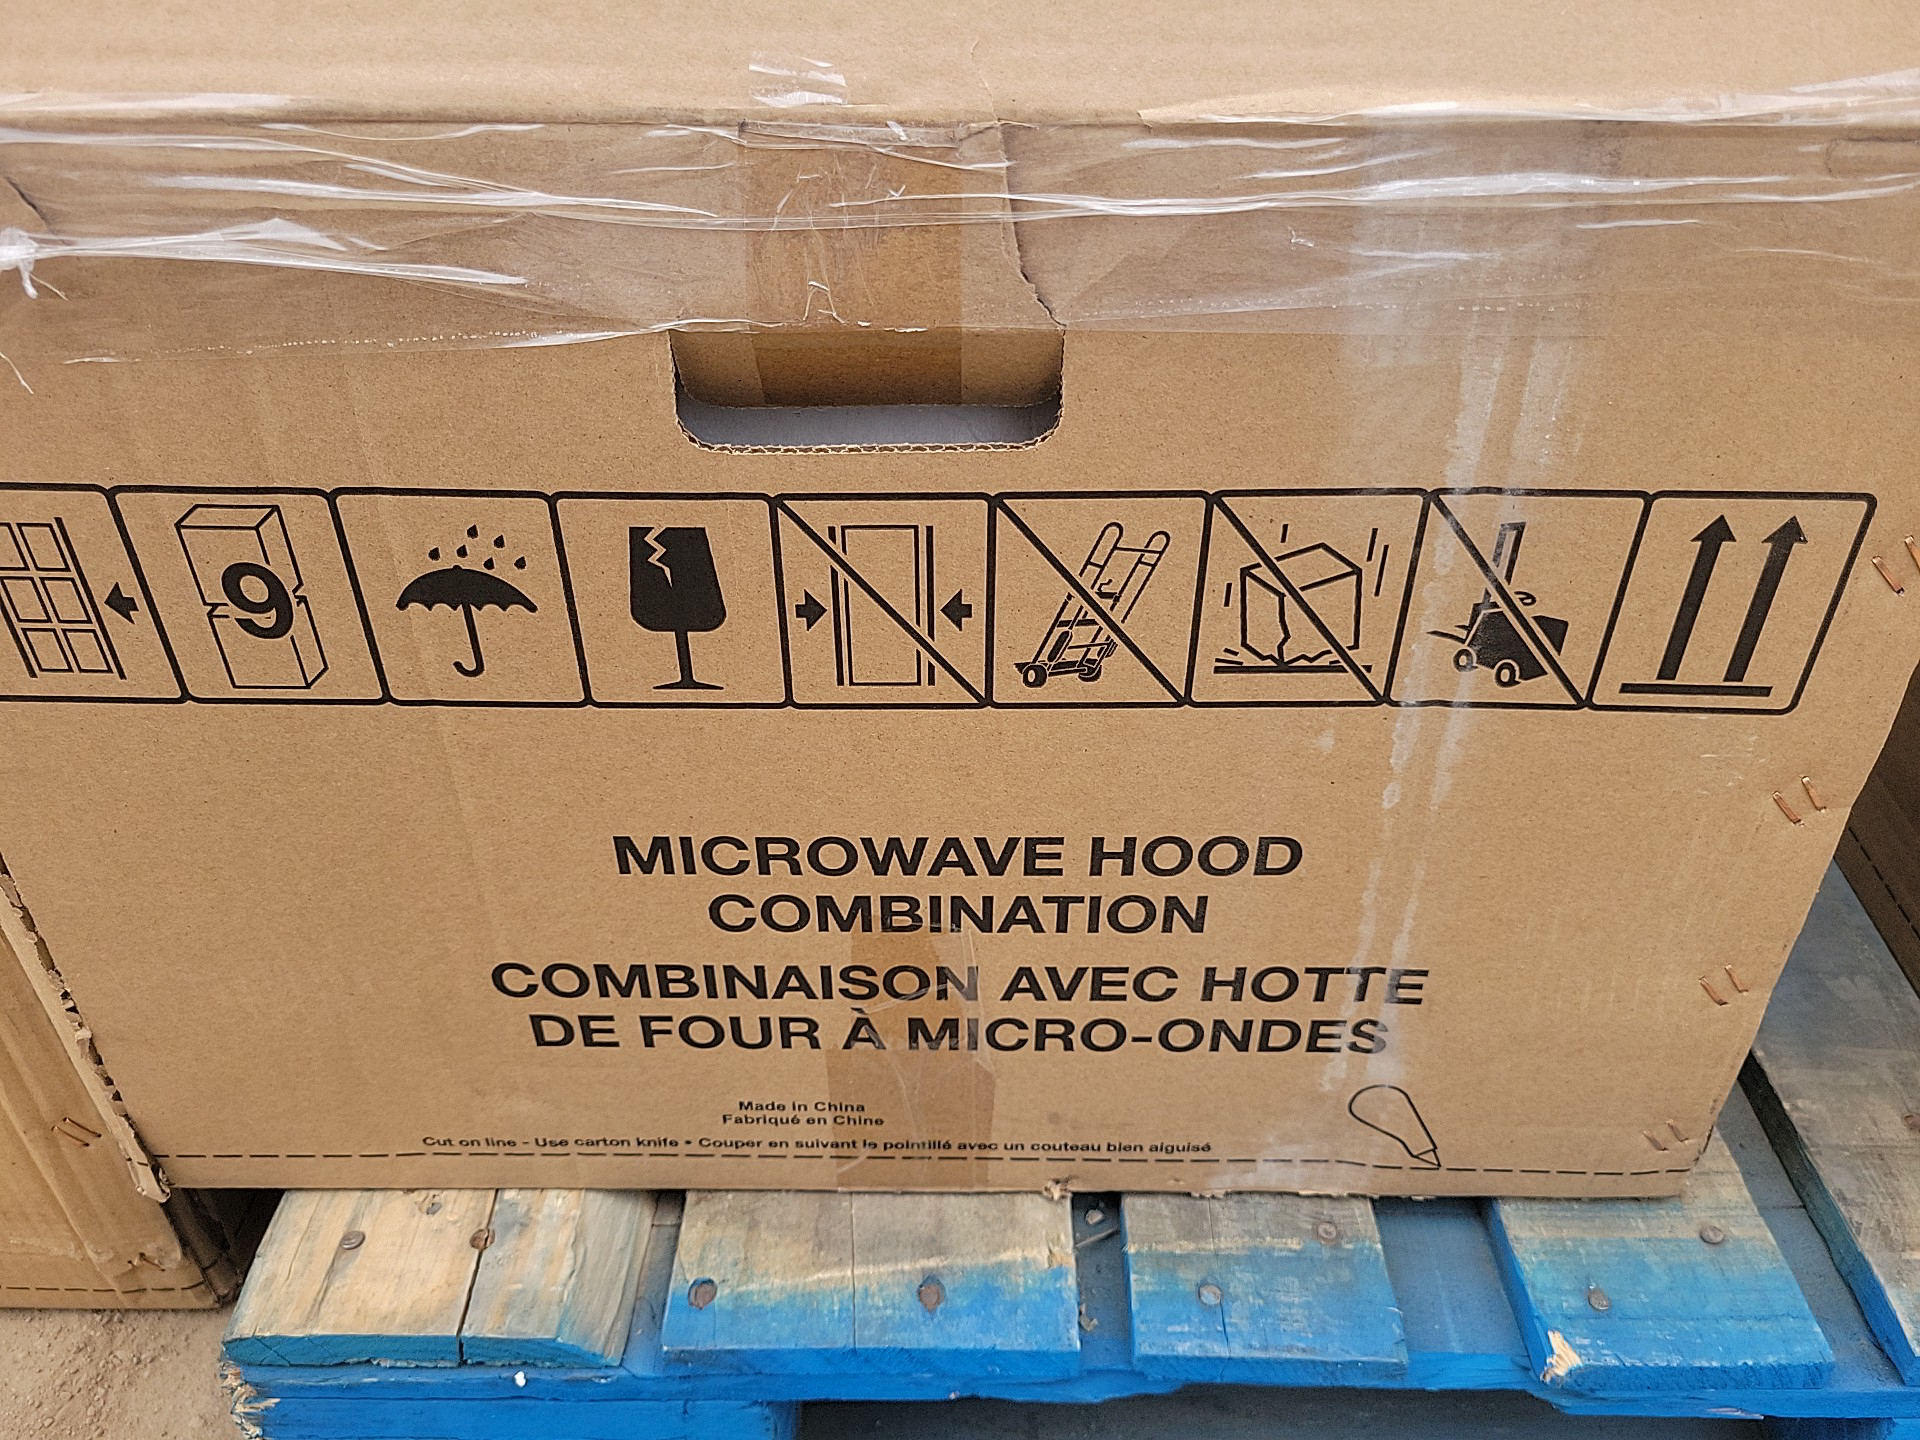 9
MICROWAVE HOOD
COMBINATION
COMBINAISON AVEC HOTTE
DE FOUR À MICRO-ONDES
Made in China
Fabriqué en Chine
Cut on line - Use carton knife • Couper en suivant le pointillé avec un couteau bien aiguisé